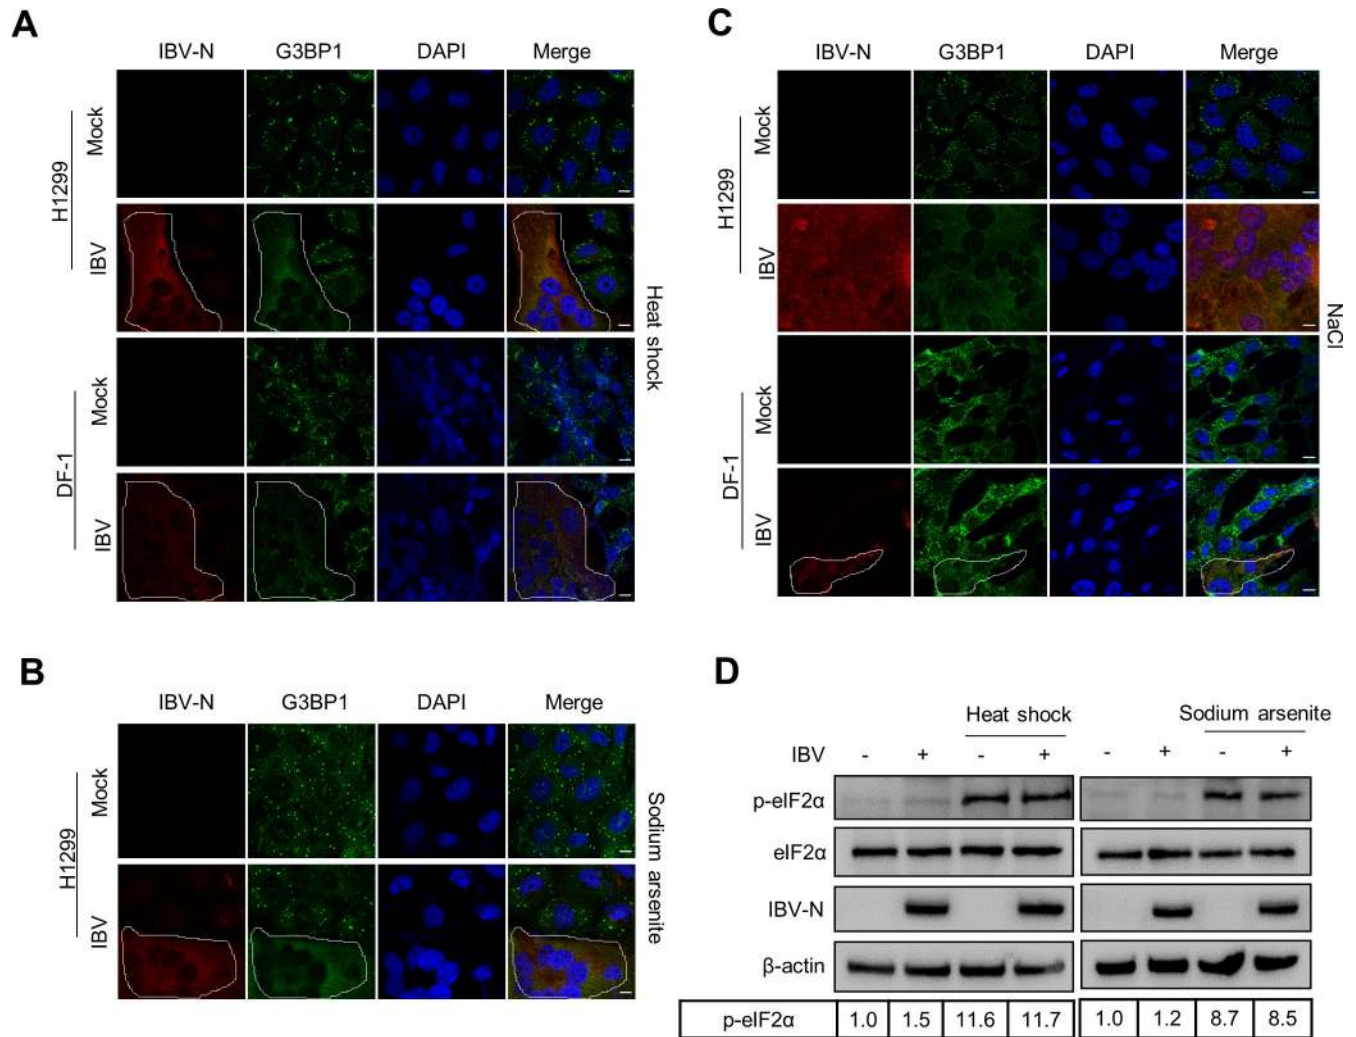 A
IBV-N G3BP1 DAPI Merge
H1299
Mock
IBV
DF-1
Mock
IBV
Heat shock
B
IBV-N G3BP1 DAPI Merge
H1299
Mock
IBV
Sodium arsenite
C
IBV-N G3BP1 DAPI Merge
H1299
Mock
IBV
DF-1
Mock
IBV
NaCl
D
Heat shock Sodium arsenite
IBV - + - + - + - +
p-eIF2α
eIF2α
IBV-N
β-actin
p-eIF2α 1.0 1.5 11.6 11.7 1.0 1.2 8.7 8.5